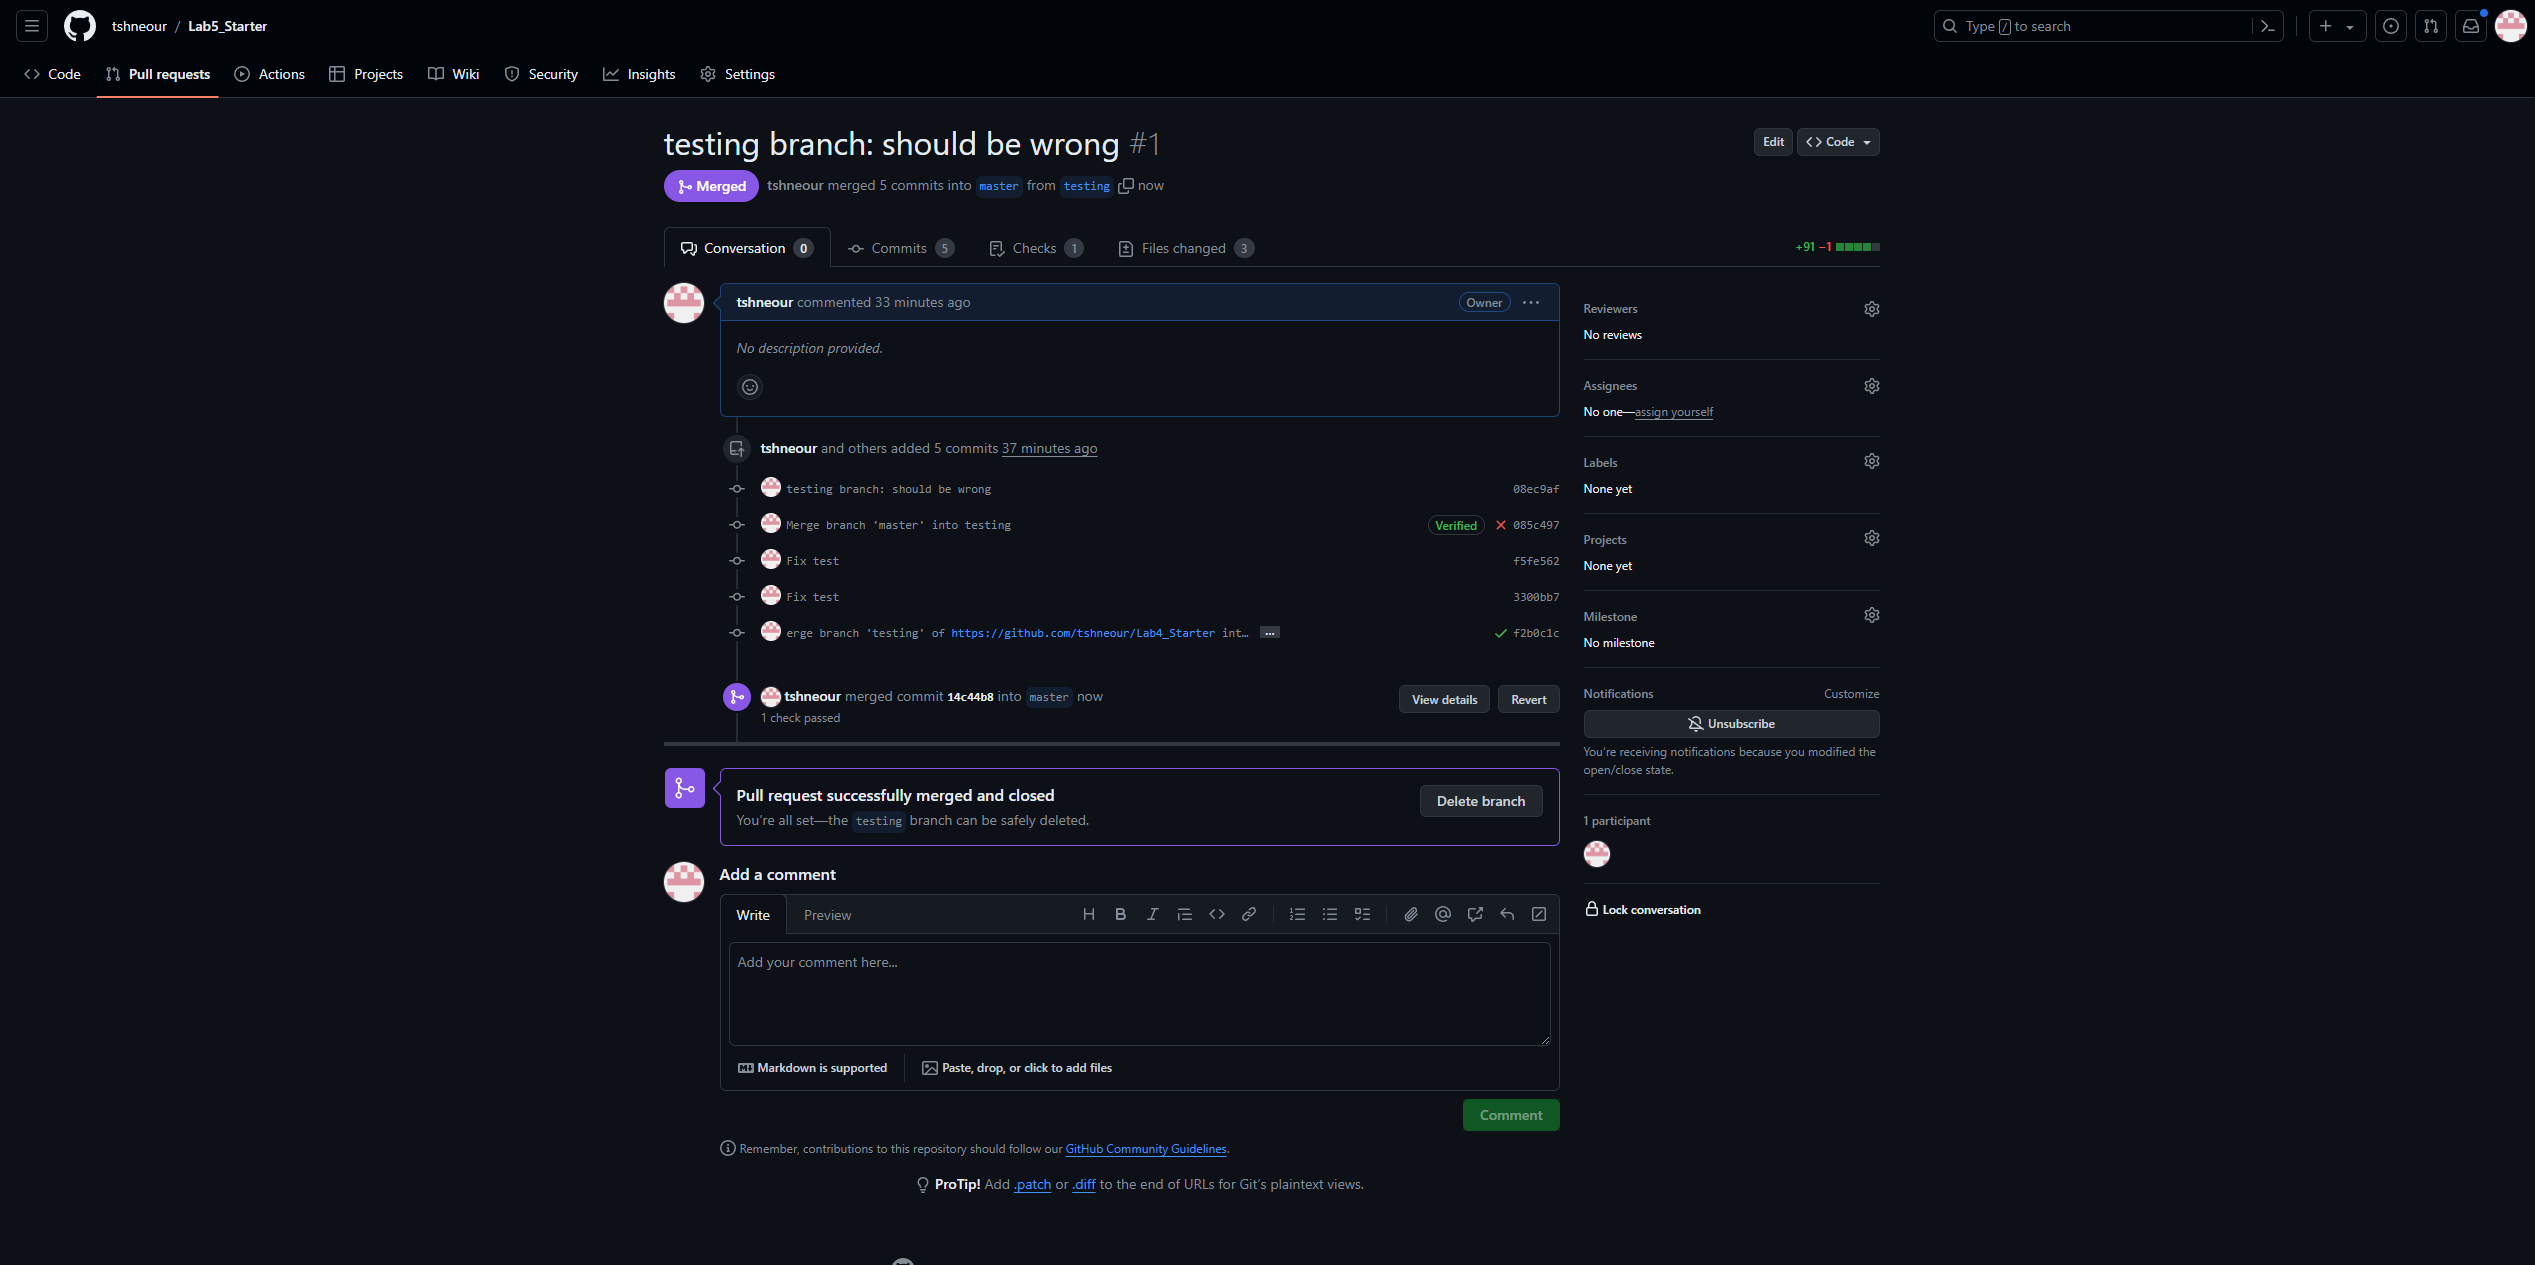 tshneour / Lab5_Starter
Type / to search
Code
Pull requests
Actions
Projects
Wiki
Security
Insights
Settings
testing branch: should be wrong #1
Edit
Code
Merged
tshneour merged 5 commits into master from testing now
Conversation 0
Commits 5
Checks 1
Files changed 3
+91 −1
tshneour commented 33 minutes ago
Owner
No description provided.
tshneour and others added 5 commits 37 minutes ago
testing branch: should be wrong 08ec9af
Merge branch 'master' into testing Verified 085c497
Fix test f5fe562
Fix test 3300bb7
erge branch 'testing' of https://github.com/tshneour/Lab4_Starter int… … f2b0c1c
tshneour merged commit 14c44b8 into master now
1 check passed
View details
Revert
Pull request successfully merged and closed
You're all set—the testing branch can be safely deleted.
Delete branch
Add a comment
Write
Preview
Add your comment here...
Markdown is supported
Paste, drop, or click to add files
Comment
Remember, contributions to this repository should follow our GitHub Community Guidelines.
ProTip! Add .patch or .diff to the end of URLs for Git's plaintext views.
Reviewers
No reviews
Assignees
No one—assign yourself
Labels
None yet
Projects
None yet
Milestone
No milestone
Notifications
Customize
Unsubscribe
You're receiving notifications because you modified the
open/close state.
1 participant
Lock conversation